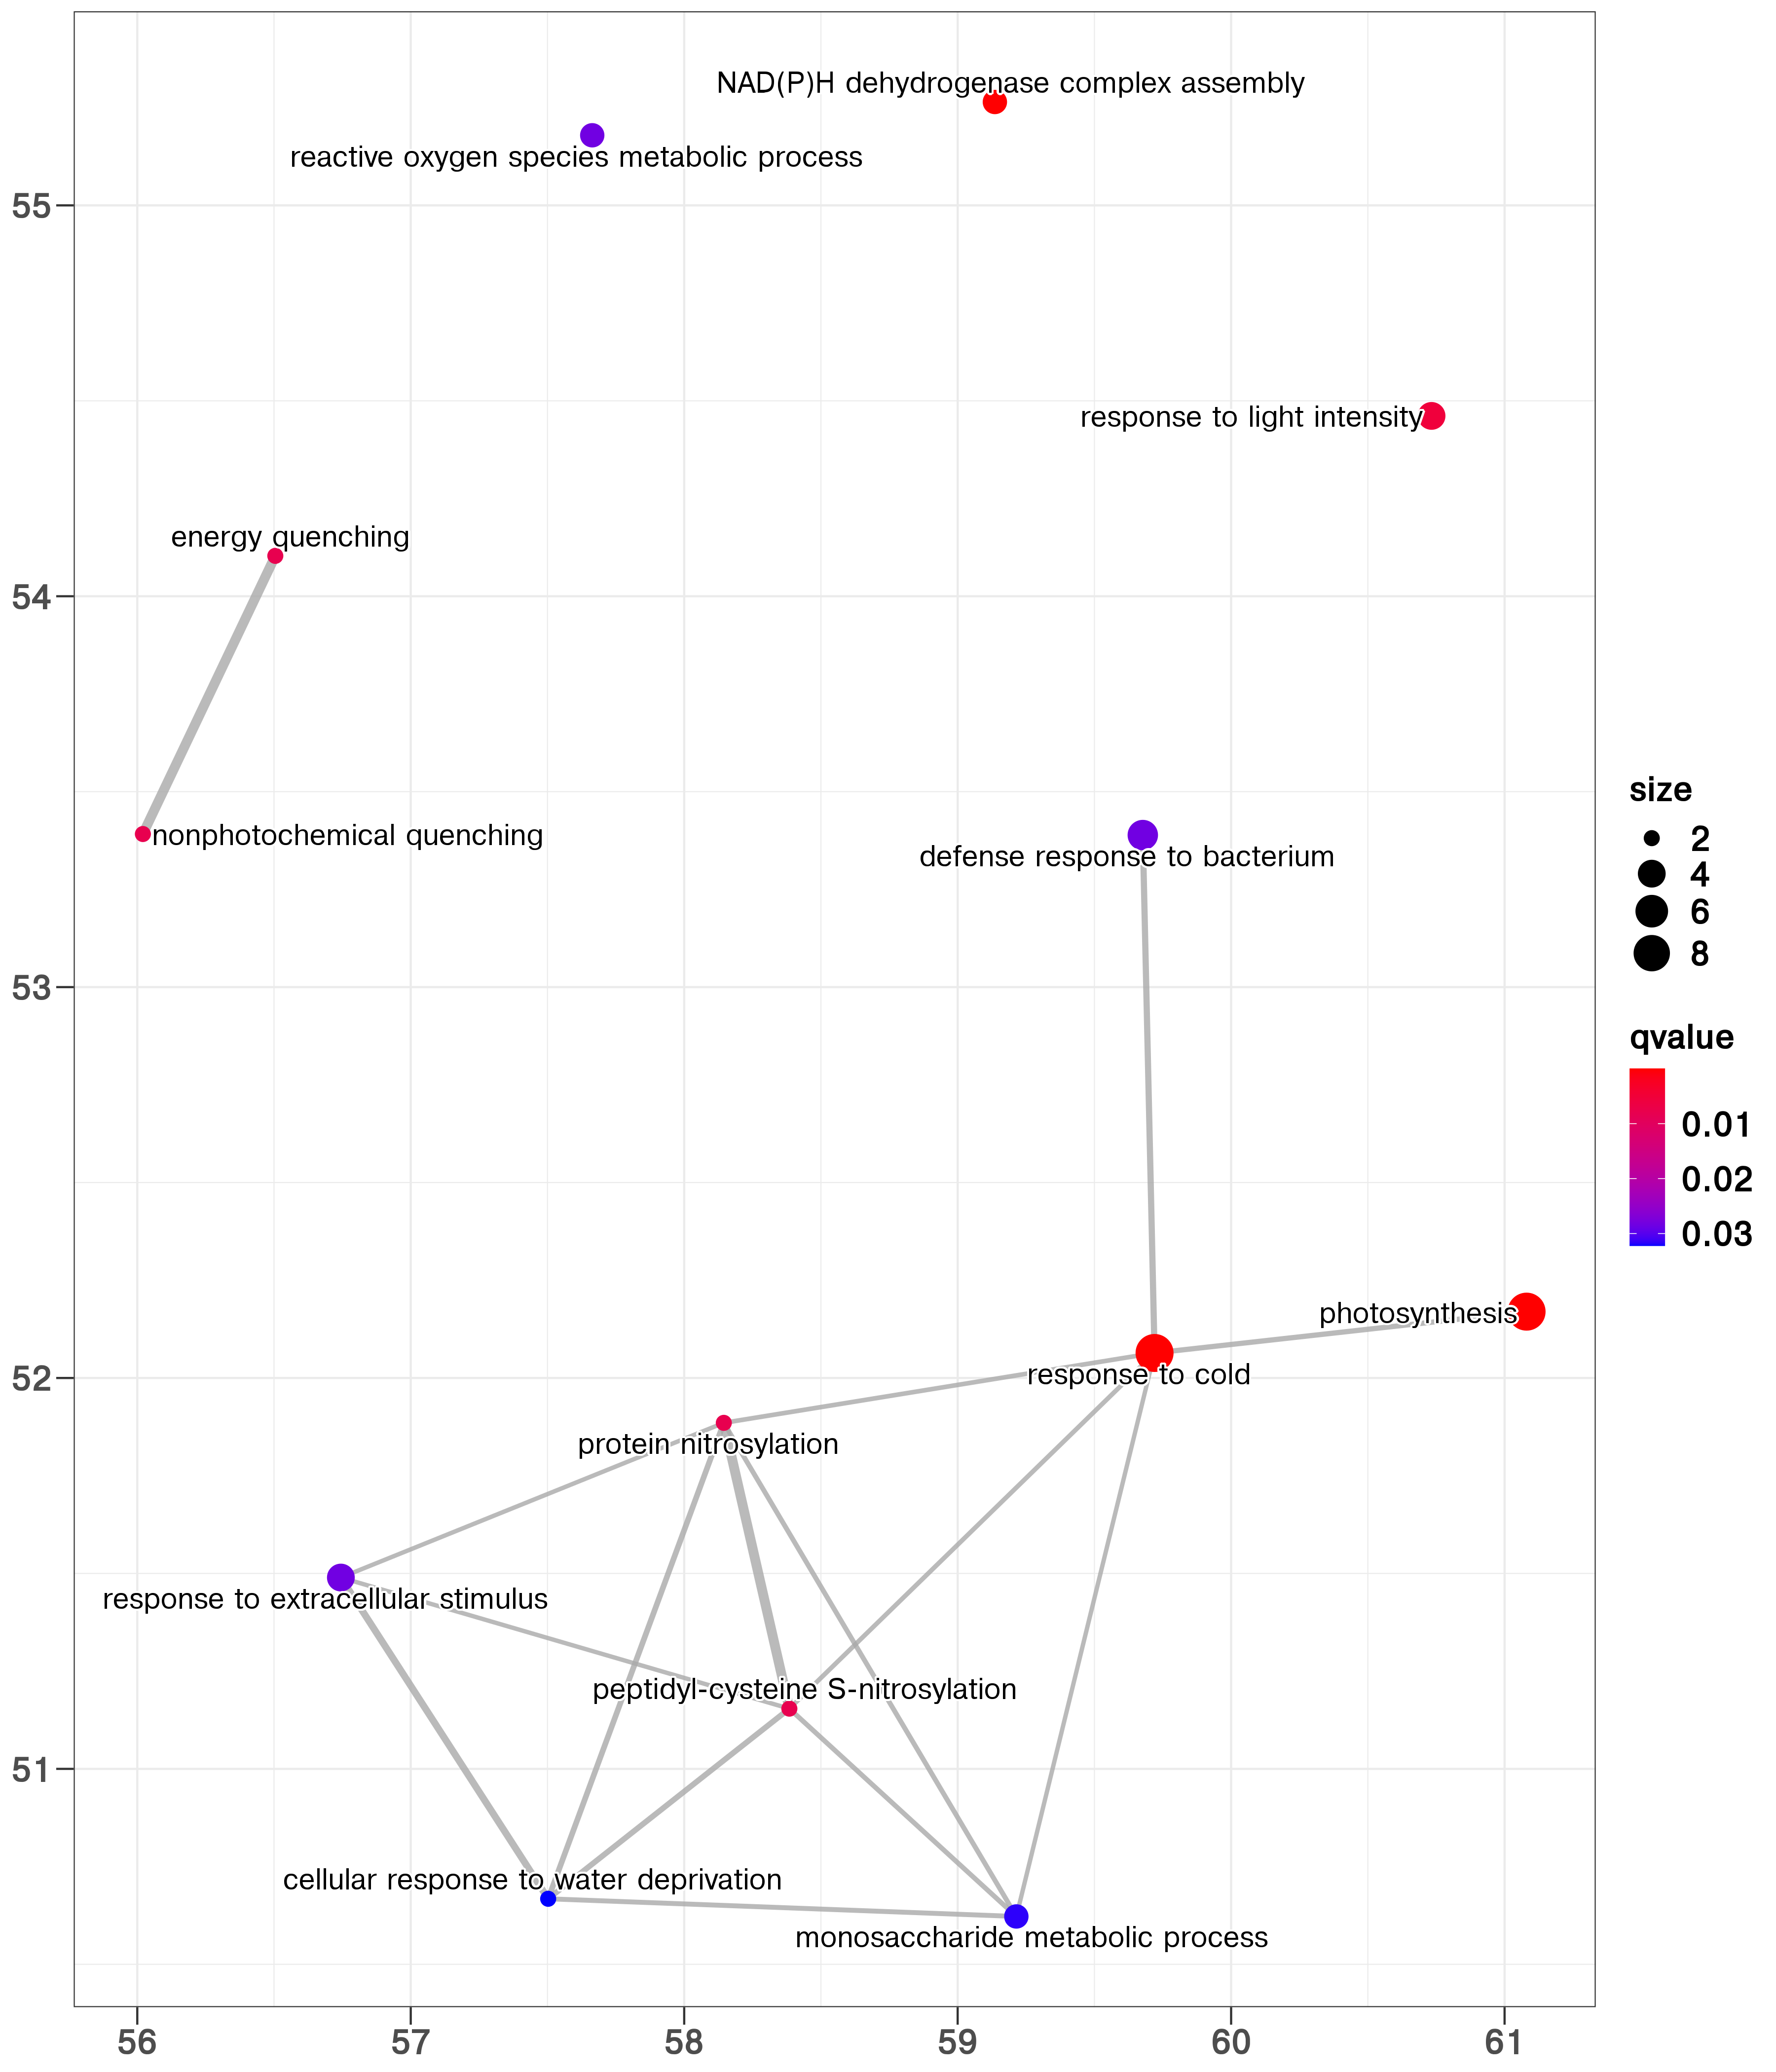 NAD(P)H dehydrogenase complex assembly
reactive oxygen species metabolic process
55
response to light intensity
energy quenching
54
nonphotochemical quenching
defense response to bacterium
53
photosynthesis
response to cold
52
protein nitrosylation
response to extracellular stimulus
peptidyl-cysteine S-nitrosylation
51
cellular response to water deprivation
monosaccharide metabolic process
56 57 58 59 60 61
size
2
4
6
8
qvalue
0.01
0.02
0.03